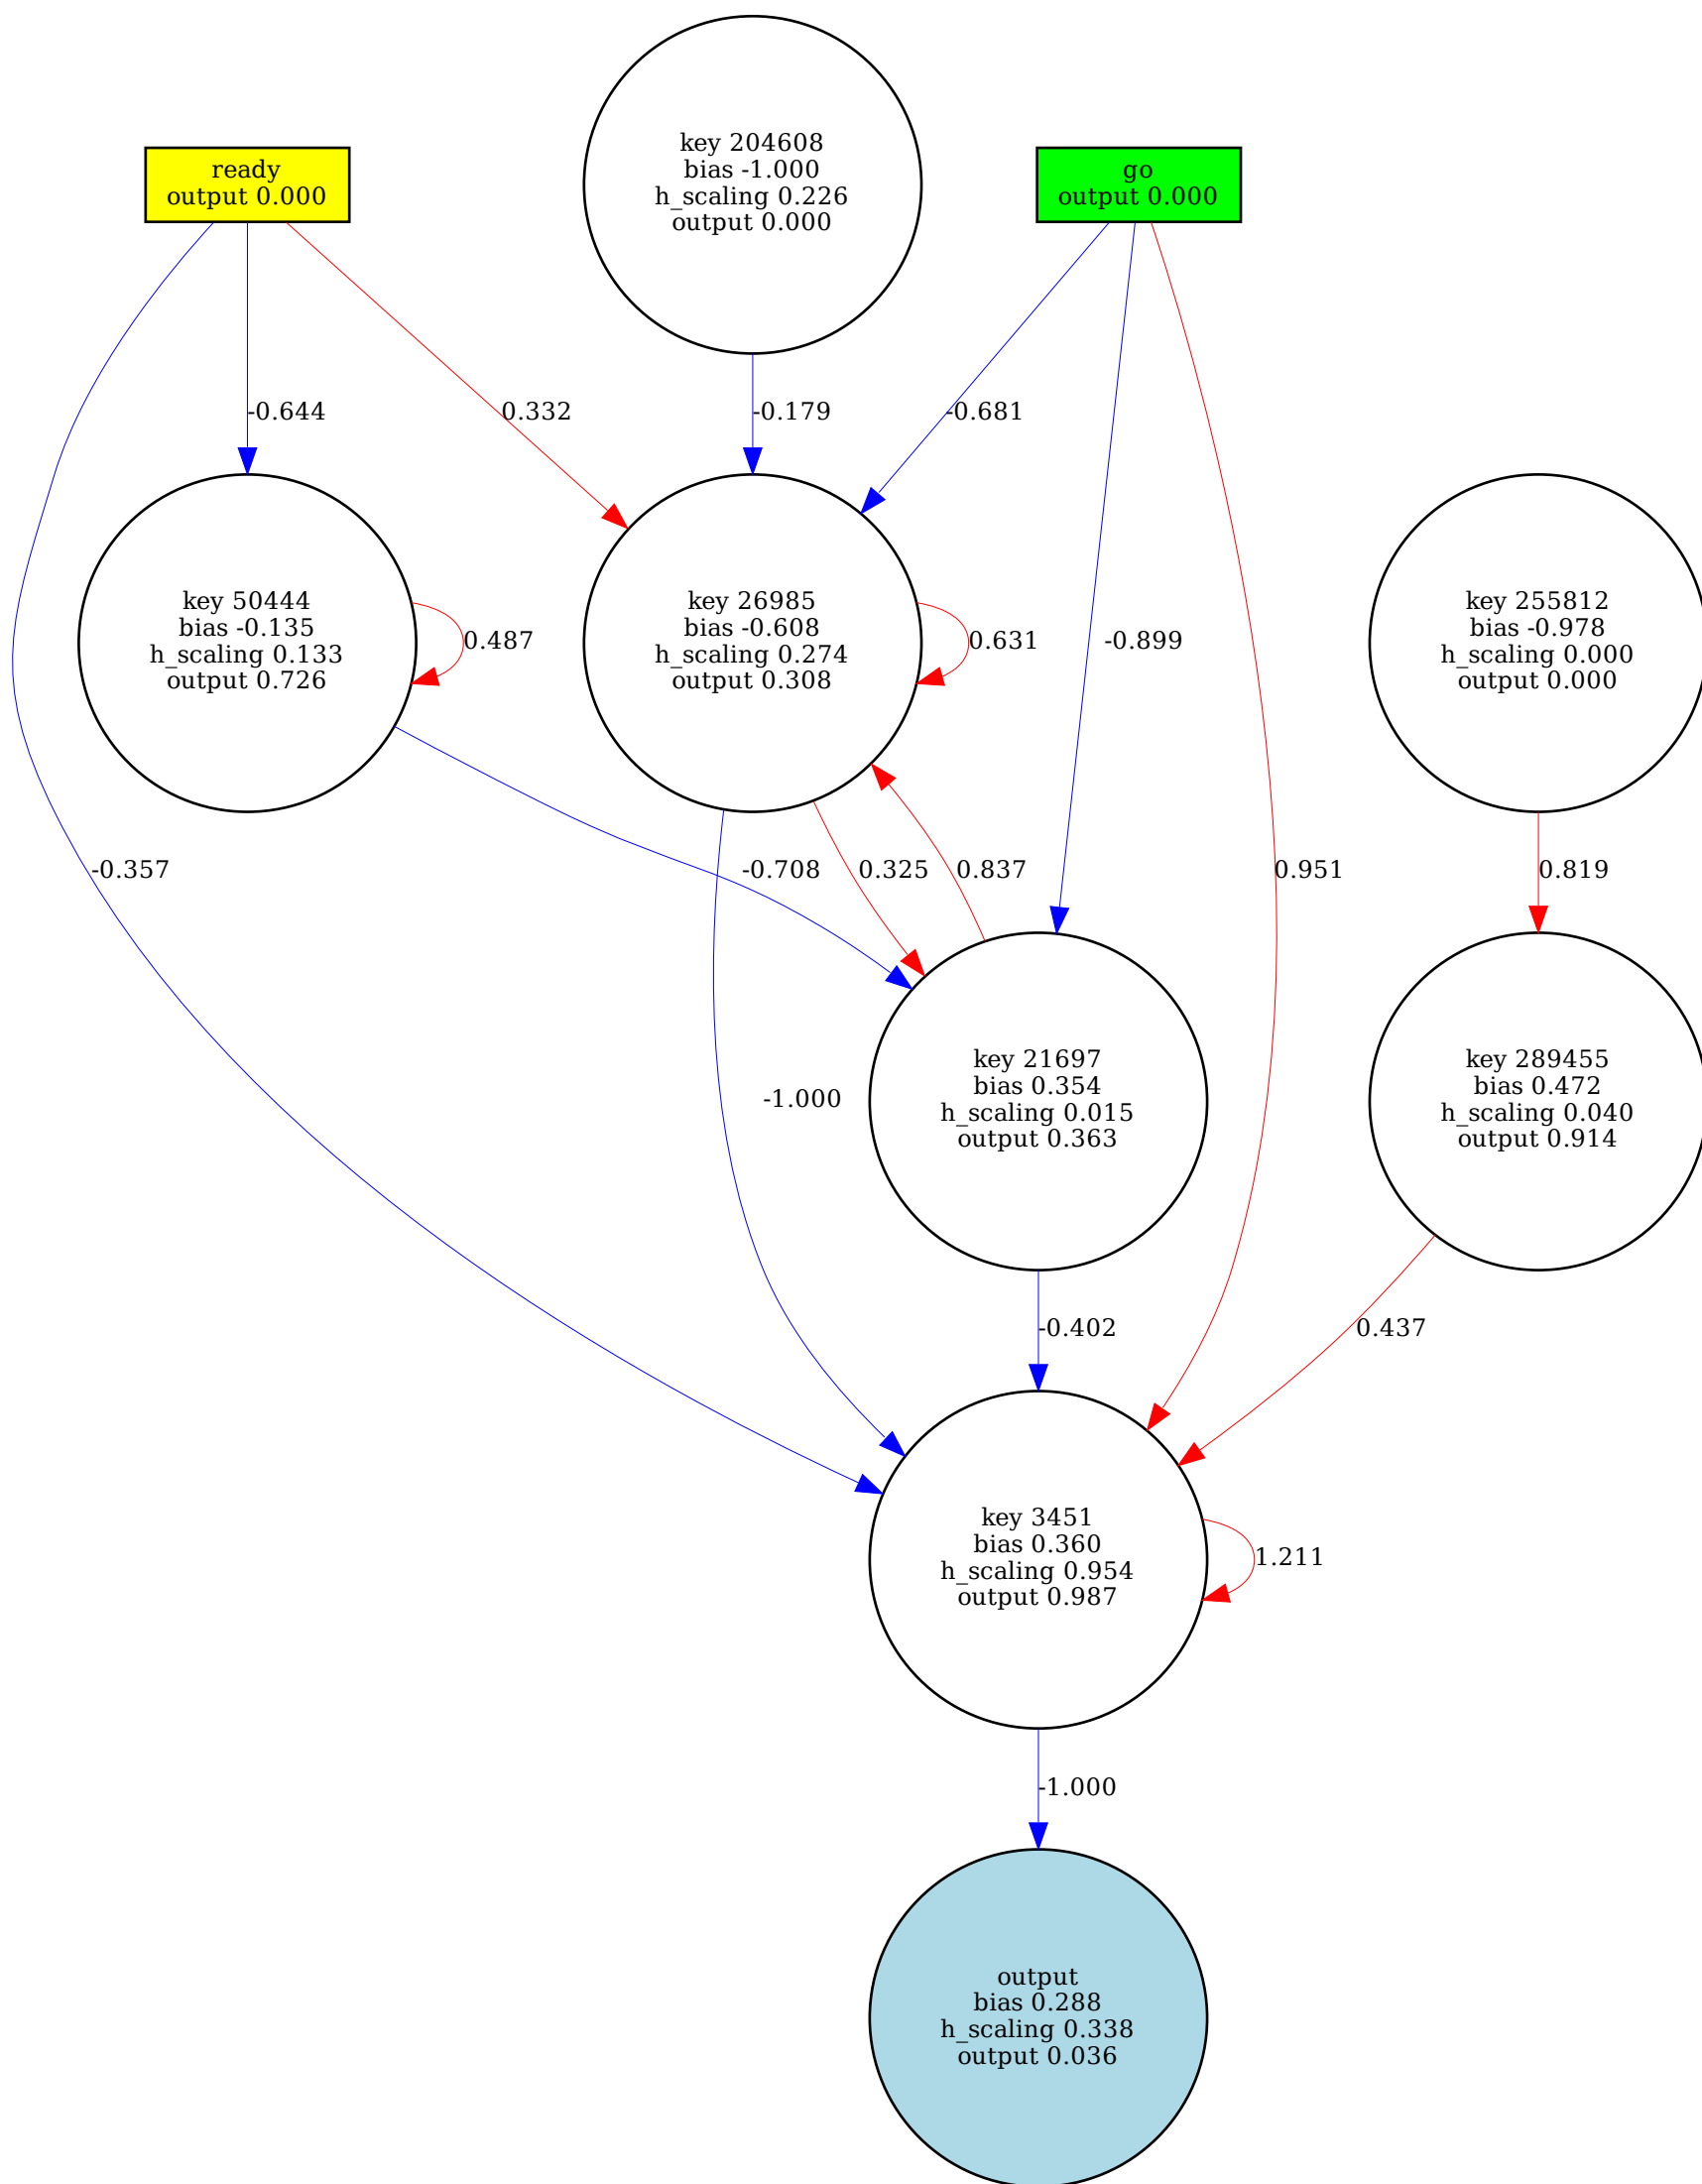 key 204608
bias -1.000
h_scaling 0.226
output 0.000
ready
output 0.000
go
output 0.000
-0.644
0.332
-0.179
-0.681
key 50444
bias -0.135
h_scaling 0.133
output 0.726
0.487
key 26985
bias -0.608
h_scaling 0.274
output 0.308
0.631
-0.899
key 255812
bias -0.978
h_scaling 0.000
output 0.000
-0.357
-0.708
0.325
0.837
0.951
0.819
-1.000
key 21697
bias 0.354
h_scaling 0.015
output 0.363
key 289455
bias 0.472
h_scaling 0.040
output 0.914
-0.402
0.437
key 3451
bias 0.360
h_scaling 0.954
output 0.987
1.211
-1.000
output
bias 0.288
h_scaling 0.338
output 0.036